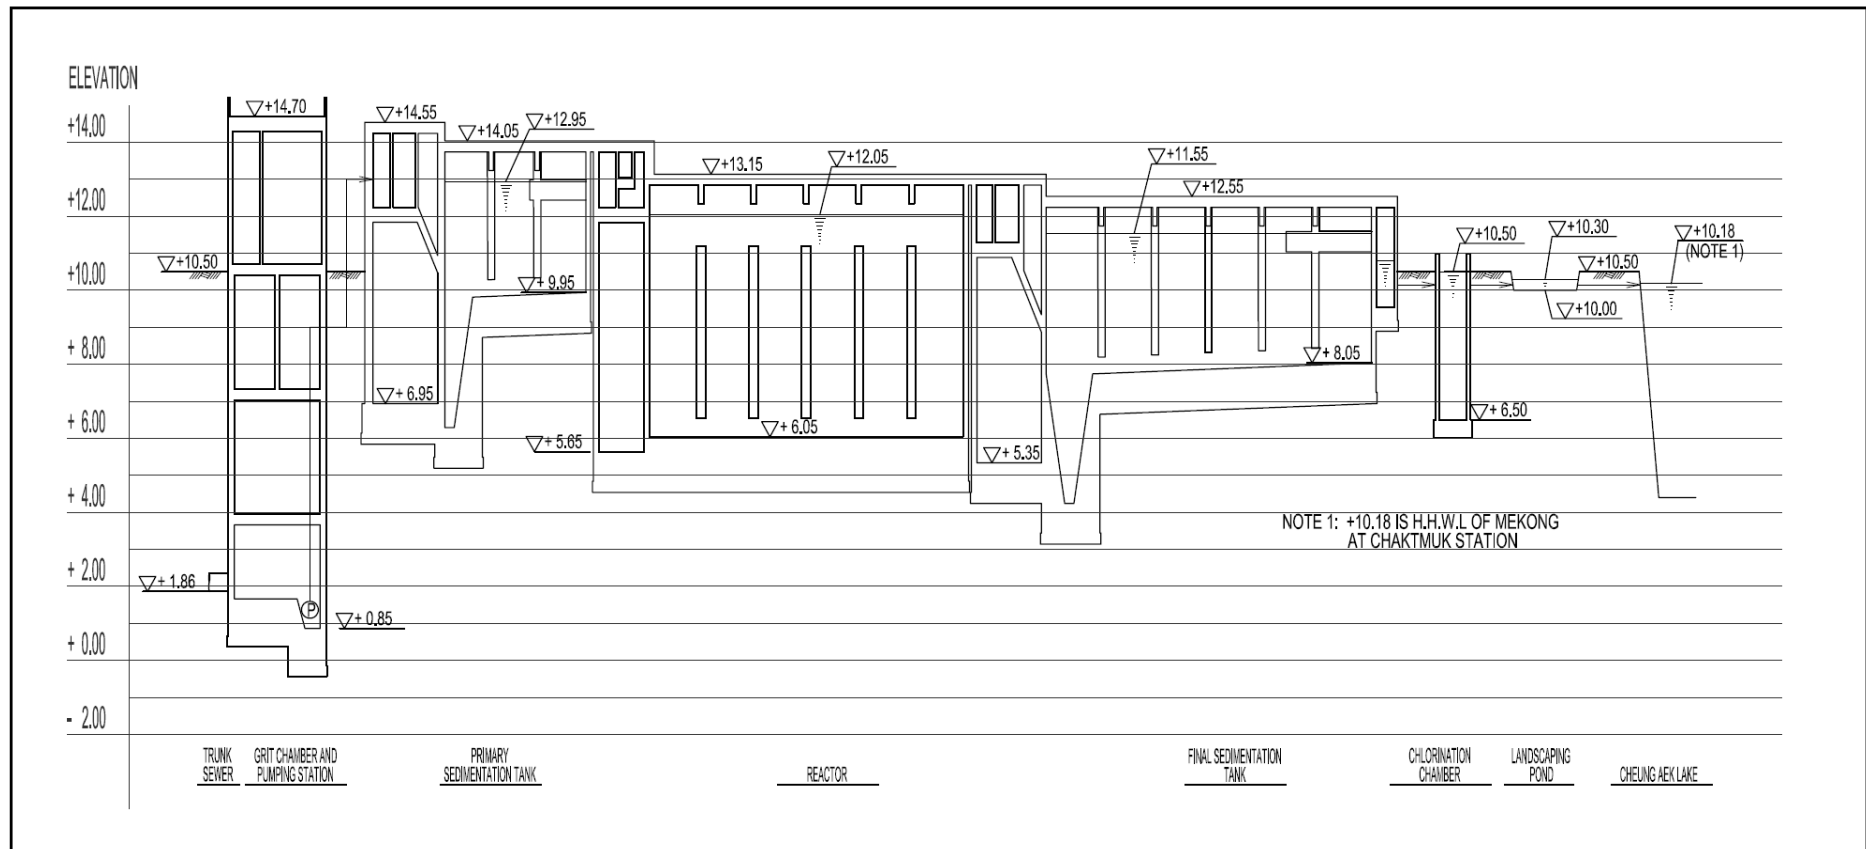 ELEVATION
+14.00
+12.00
+10.00
+ 8.00
+ 6.00
+ 4.00
+ 2.00
+ 0.00
- 2.00
+14.70
+14.55
+14.05
+12.95
+13.15
+12.05
+11.55
+12.55
+10.50
+10.50
+10.30
+10.50
+10.18
(NOTE 1)
+10.00
+ 9.95
+ 8.05
+ 6.95
+ 6.50
+ 6.05
+ 5.65
+ 5.35
+ 1.86
P
+ 0.85
NOTE 1: +10.18 IS H.H.W.L OF MEKONG
AT CHAKTMUK STATION
TRUNK
SEWER
GRIT CHAMBER AND
PUMPING STATION
PRIMARY
SEDIMENTATION TANK
REACTOR
FINAL SEDIMENTATION
TANK
CHLORINATION
CHAMBER
LANDSCAPING
POND
CHEUNG AEK LAKE